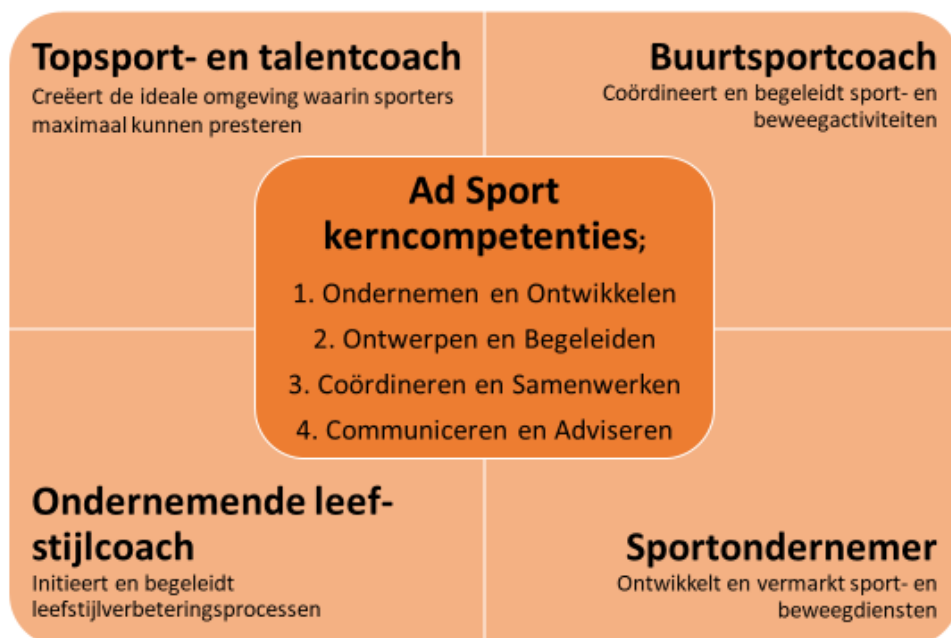 Topsport- en talentcoach
Creëert de ideale omgeving waarin sporters
maximaal kunnen presteren
Buurtsportcoach
Coördineert en begeleidt sport- en
beweegactiviteiten
Ad Sport
kerncompetenties;
1. Ondernemen en Ontwikkelen
2. Ontwerpen en Begeleiden
3. Coördineren en Samenwerken
4. Communiceren en Adviseren
Ondernemende leef-
stijlcoach
Initieert en begeleidt
leefstijlverbeteringsprocessen
Sportondernemer
Ontwikkelt en vermarkt sport- en
beweegdiensten